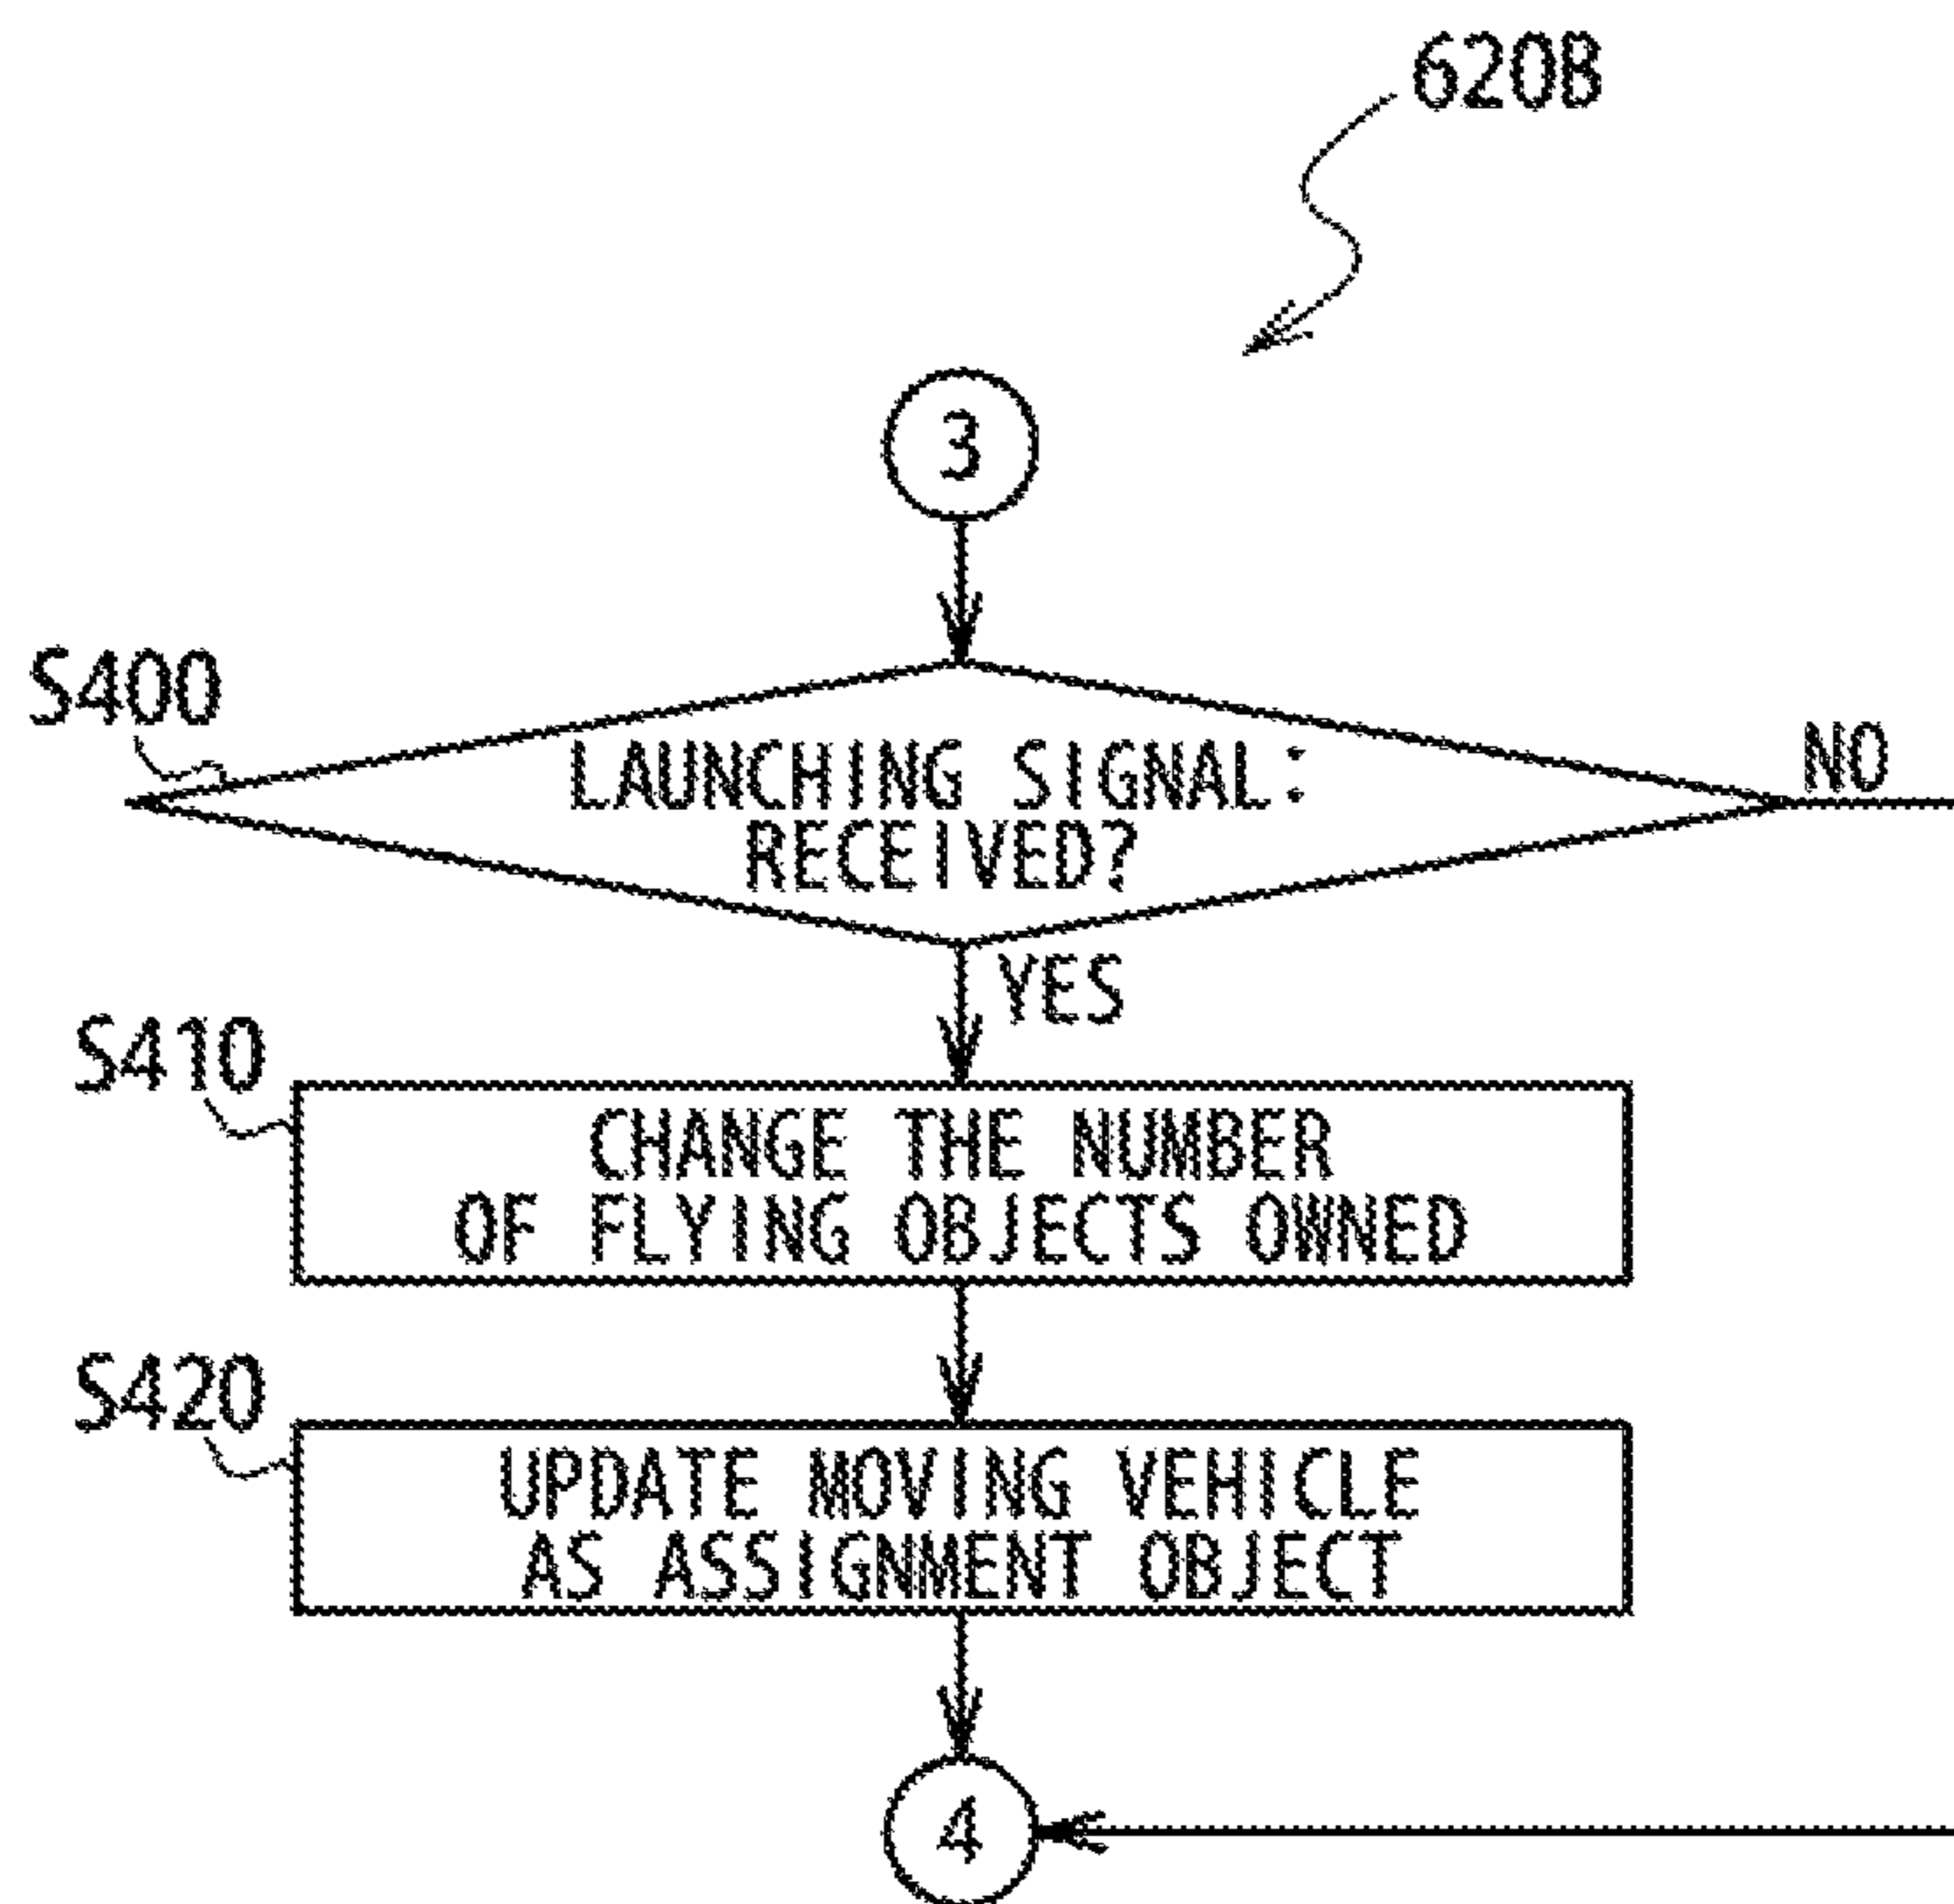 620B
3
S400
LAUNCHING SIGNAL:
RECEIVED?
NO
YES
S410
CHANGE THE NUMBER
OF FLYING OBJECTS OWNED
S420
UPDATE MOVING VEHICLE
AS ASSIGNMENT OBJECT
4